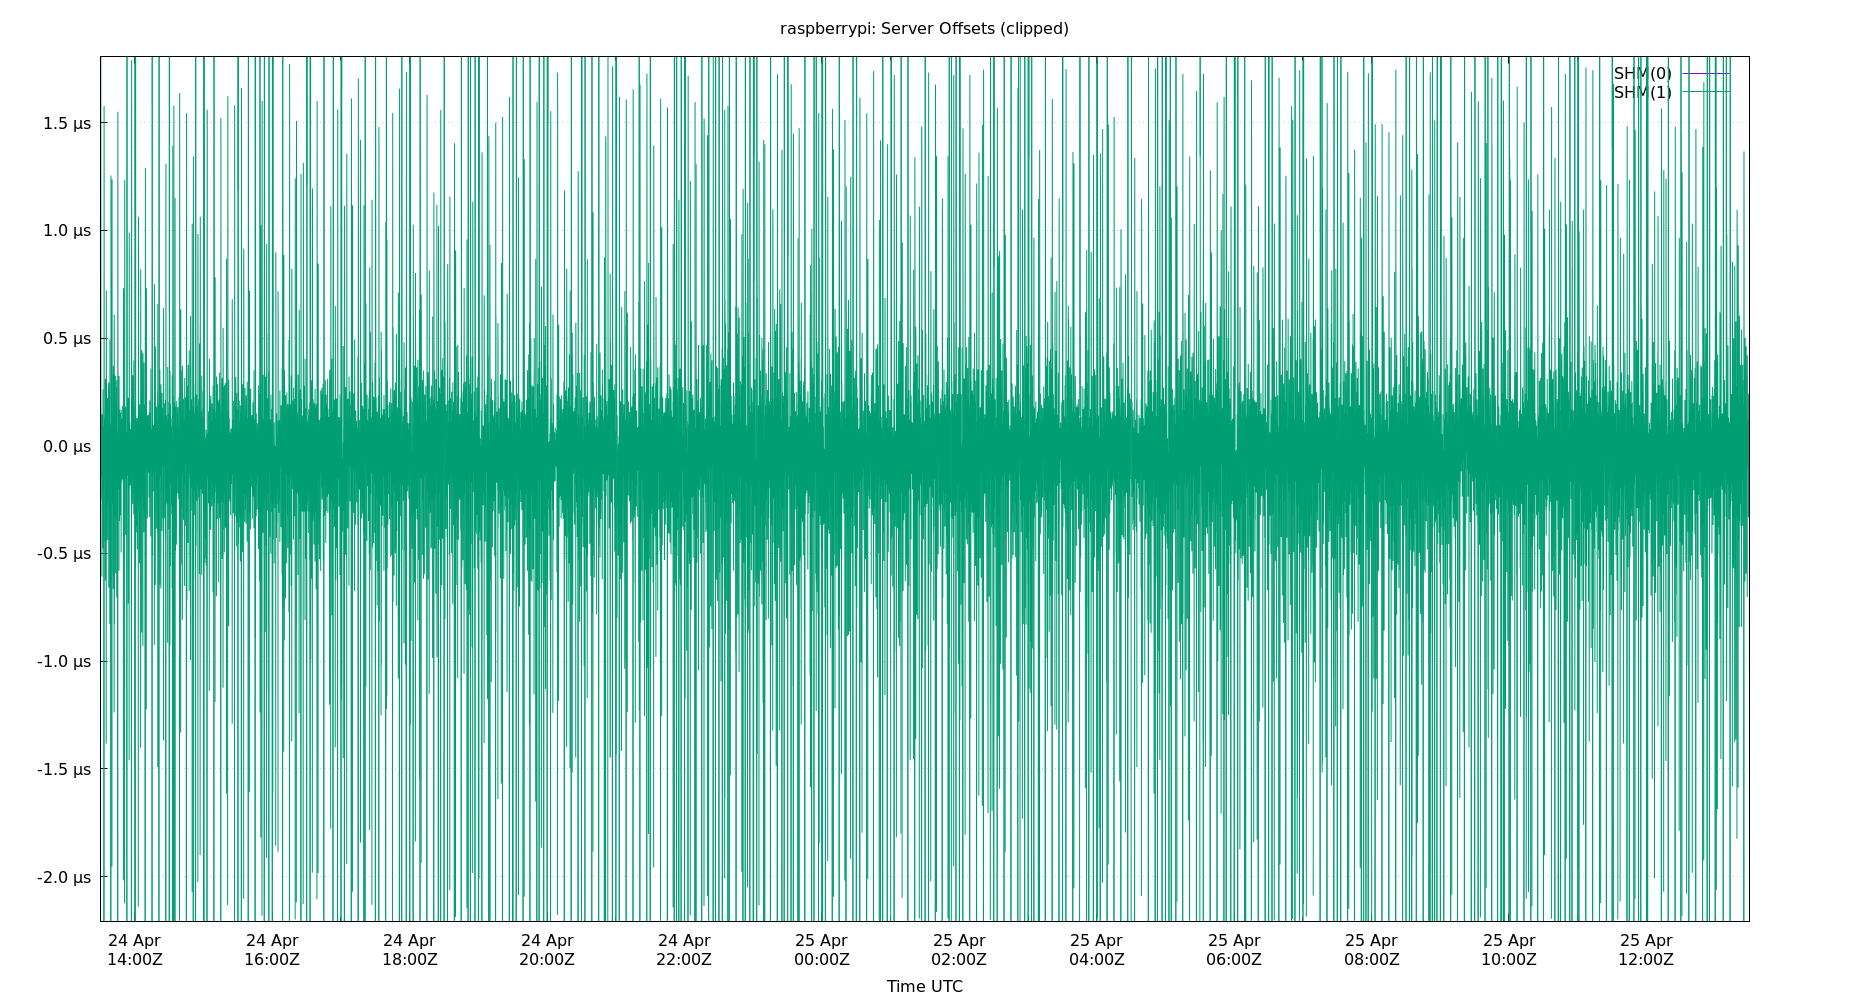 raspberrypi: Server Offsets (clipped)
SHM(0)
SHM(1)
1.5 µs
1.0 µs
0.5 µs
0.0 µs
-0.5 µs
-1.0 µs
-1.5 µs
-2.0 µs
24 Apr 24 Apr 24 Apr 24 Apr 24 Apr 25 Apr 25 Apr 25 Apr 25 Apr 25 Apr 25 Apr 25 Apr
14:00Z 16:00Z 18:00Z 20:00Z 22:00Z 00:00Z 02:00Z 04:00Z 06:00Z 08:00Z 10:00Z 12:00Z
Time UTC